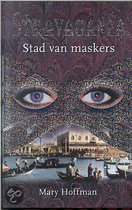 STRAVAGANZA
Stad van maskers
Mary Hoffman